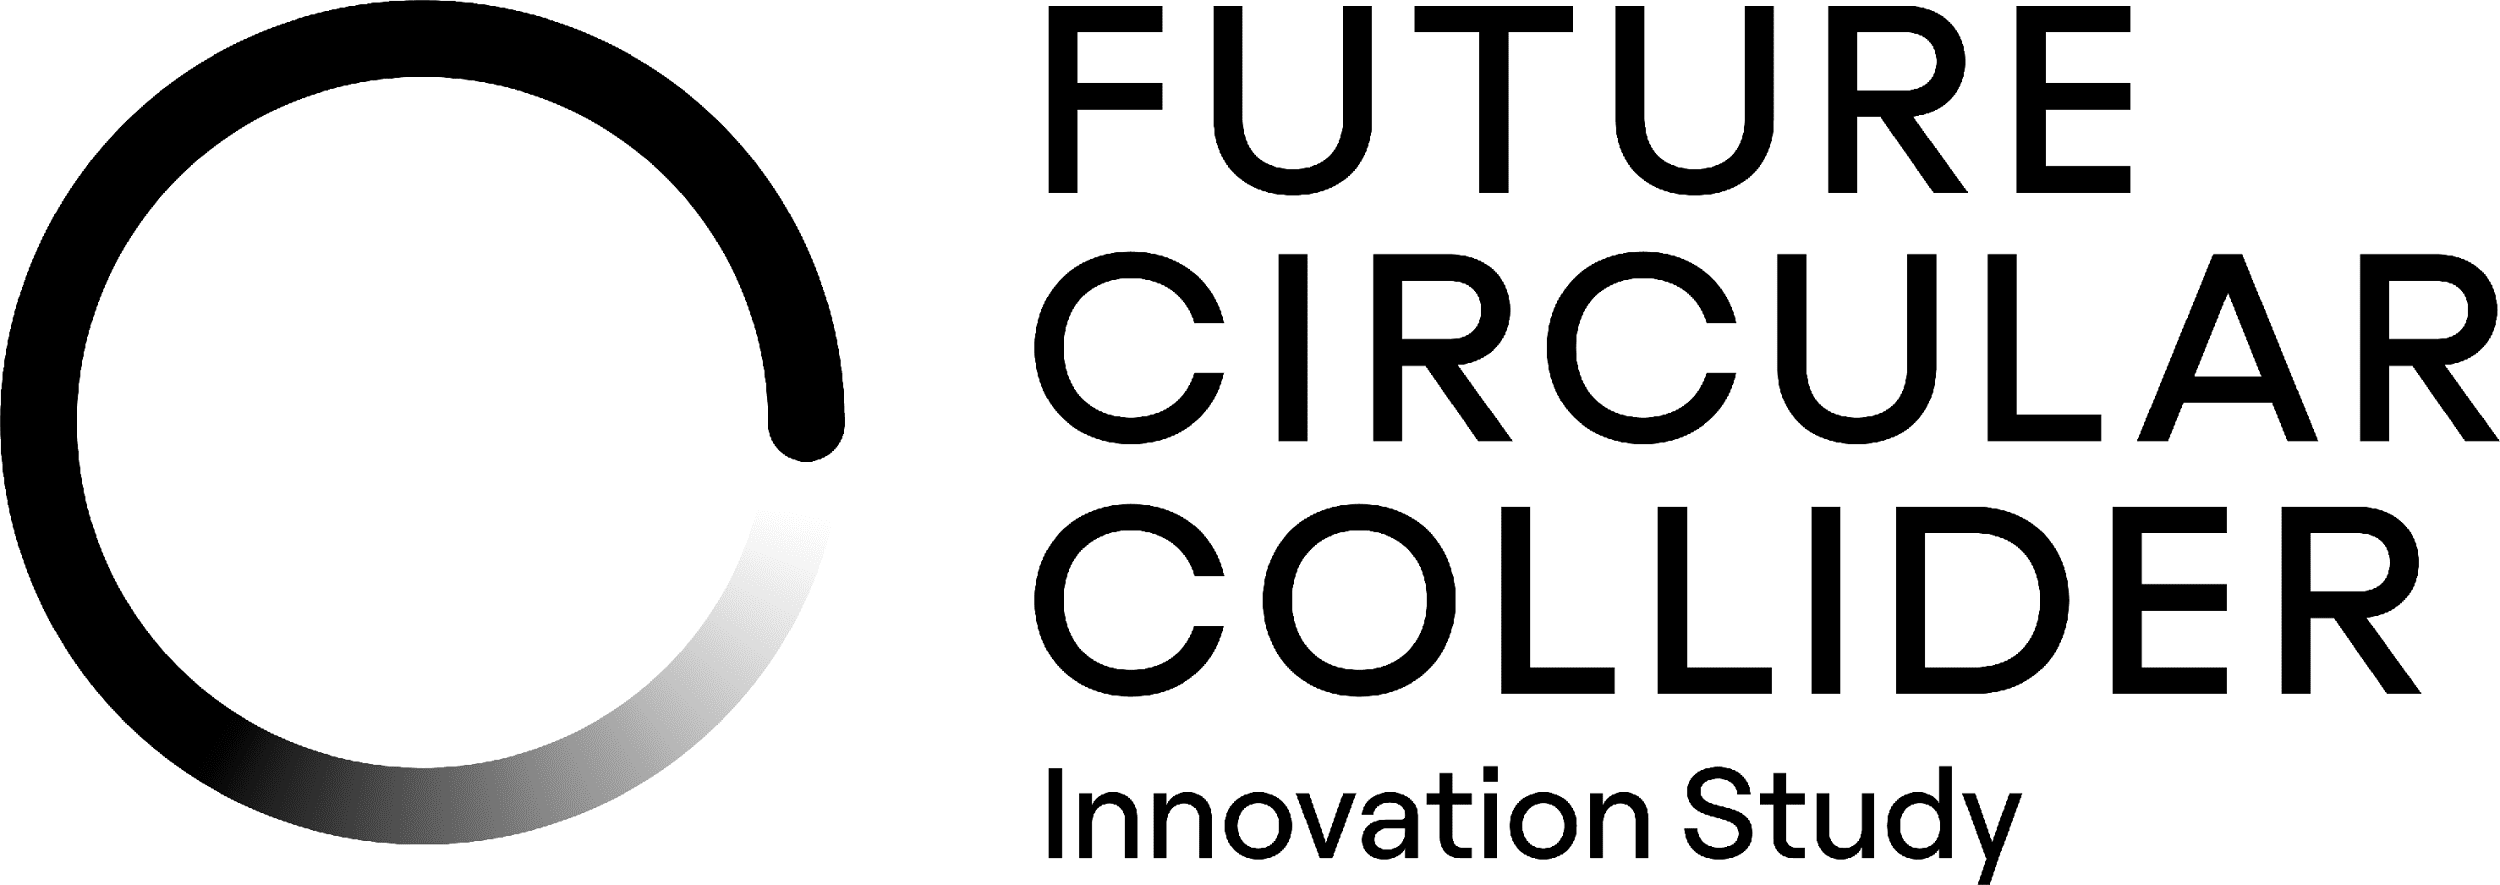 FUTURE
CIRCULAR
COLLIDER
Innovation Study